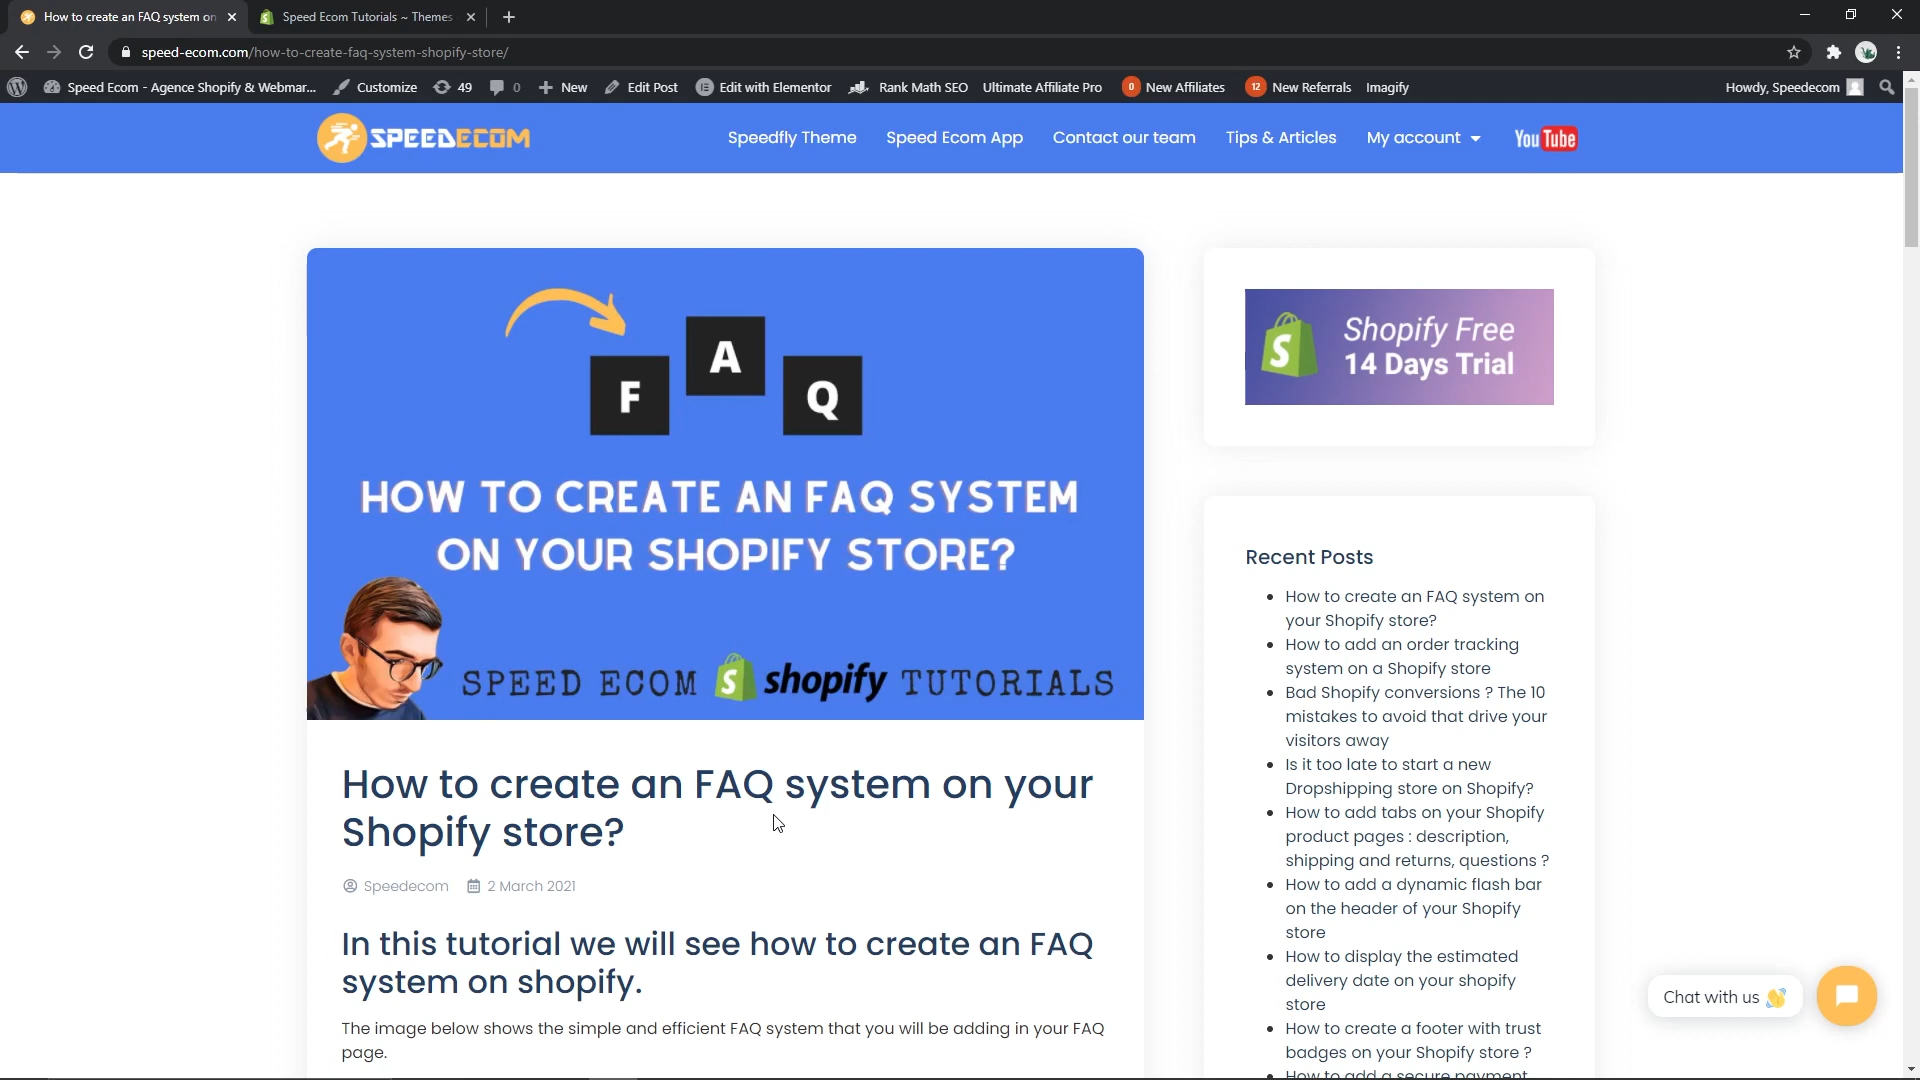 How to create an FAQ system on
Speed Ecom Tutorials ~ Themes
speed-ecom.com/how-to-create-faq-system-shopify-store/
Speed Ecom - Agence Shopify & Webmar...
Customize
49
0
New
Edit Post
Edit with Elementor
Rank Math SEO
Ultimate Affiliate Pro
0 New Affiliates
12 New Referrals
Imagify
Howdy, Speedecom
SPEEDECOM
Speedfly Theme
Speed Ecom App
Contact our team
Tips & Articles
My account
YouTube
F A Q
HOW TO CREATE AN FAQ SYSTEM
ON YOUR SHOPIFY STORE?
SPEED ECOM shopify TUTORIALS
How to create an FAQ system on your
Shopify store?
Speedecom 2 March 2021
In this tutorial we will see how to create an FAQ
system on shopify.
The image below shows the simple and efficient FAQ system that you will be adding in your FAQ
page.
Shopify Free
14 Days Trial
Recent Posts
How to create an FAQ system on
your Shopify store?
How to add an order tracking
system on a Shopify store
Bad Shopify conversions ? The 10
mistakes to avoid that drive your
visitors away
Is it too late to start a new
Dropshipping store on Shopify?
How to add tabs on your Shopify
product pages : description,
shipping and returns, questions ?
How to add a dynamic flash bar
on the header of your Shopify
store
How to display the estimated
delivery date on your shopify
store
How to create a footer with trust
badges on your Shopify store ?
How to add a secure payment
Chat with us 👋